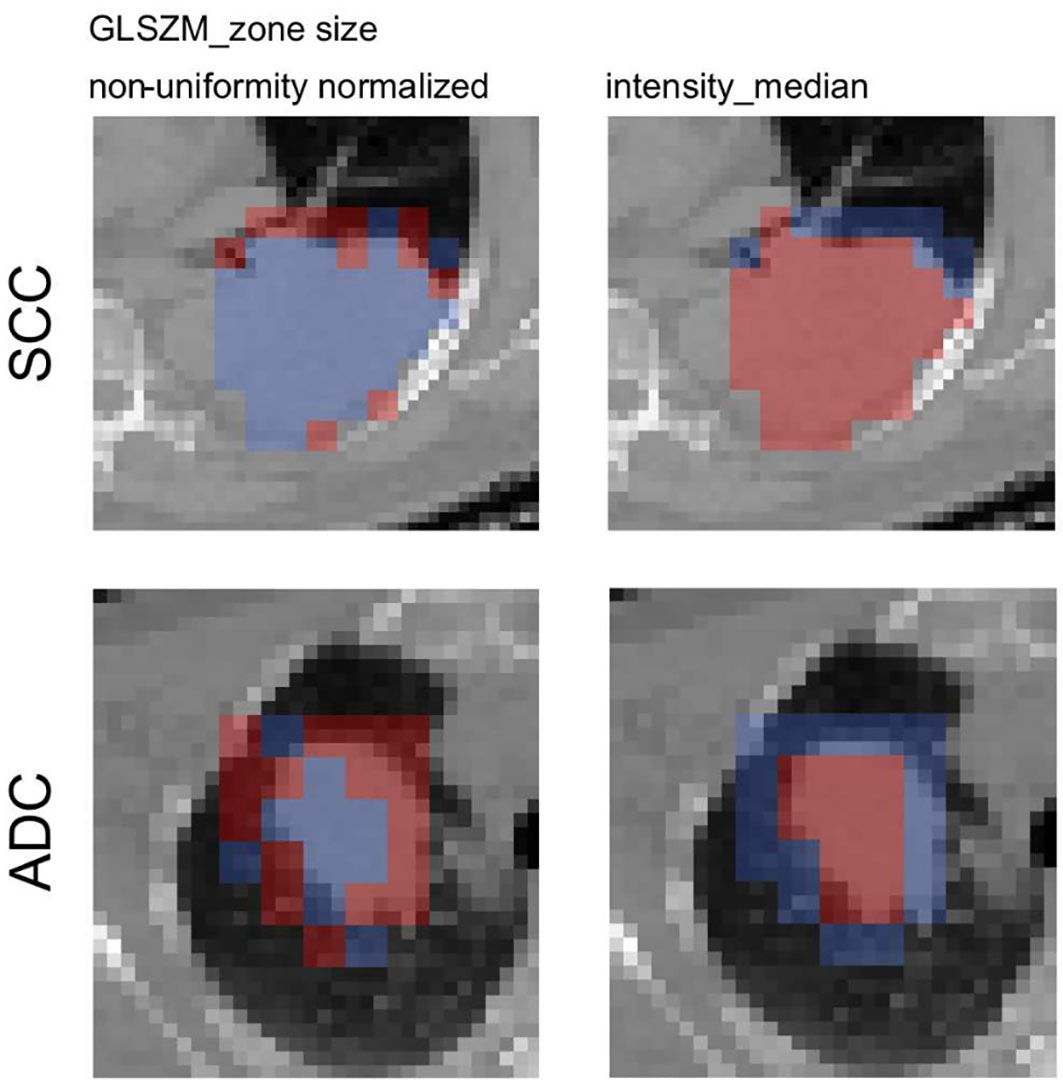 GLSZM_zone size
non-uniformity normalized
intensity_median
SCC
ADC